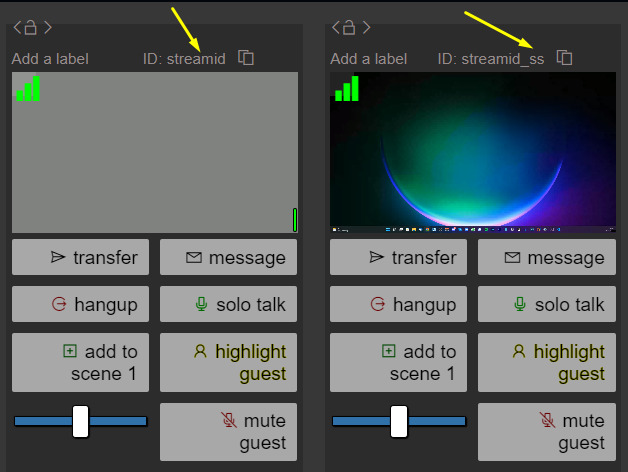 Add a label ID: streamid
Add a label ID: streamid_ss
transfer message
transfer message
hangup solo talk
hangup solo talk
add to
scene 1
highlight
guest
add to
scene 1
highlight
guest
mute
guest
mute
guest